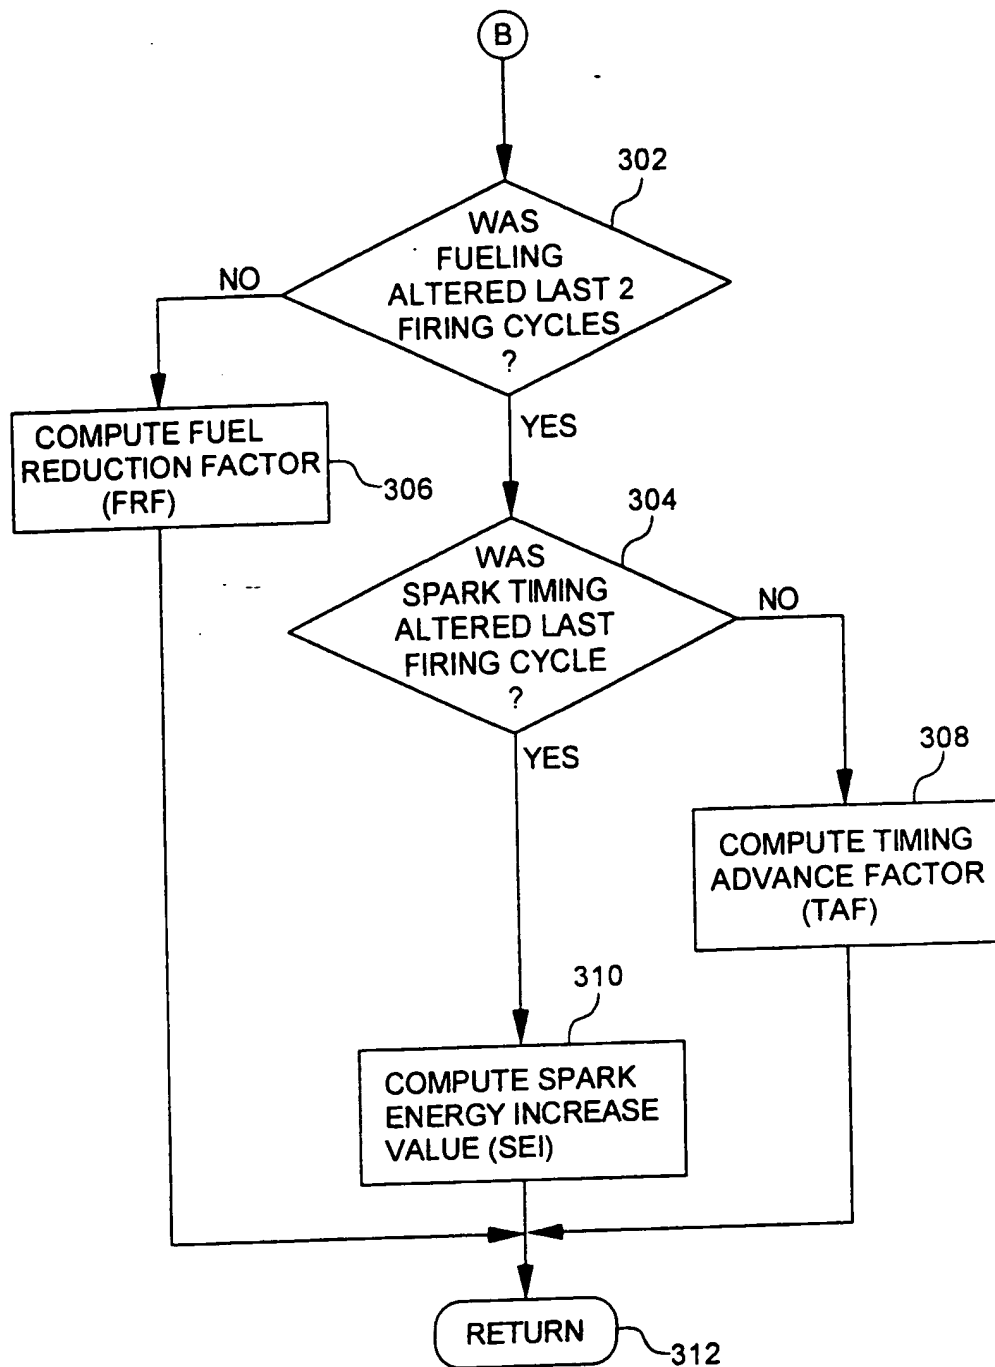 B
302
WAS
FUELING
ALTERED LAST 2
FIRING CYCLES
?
NO
YES
COMPUTE FUEL
REDUCTION FACTOR
(FRF)
306
304
WAS
SPARK TIMING
ALTERED LAST
FIRING CYCLE
?
NO
YES
308
COMPUTE TIMING
ADVANCE FACTOR
(TAF)
310
COMPUTE SPARK
ENERGY INCREASE
VALUE (SEI)
RETURN
312